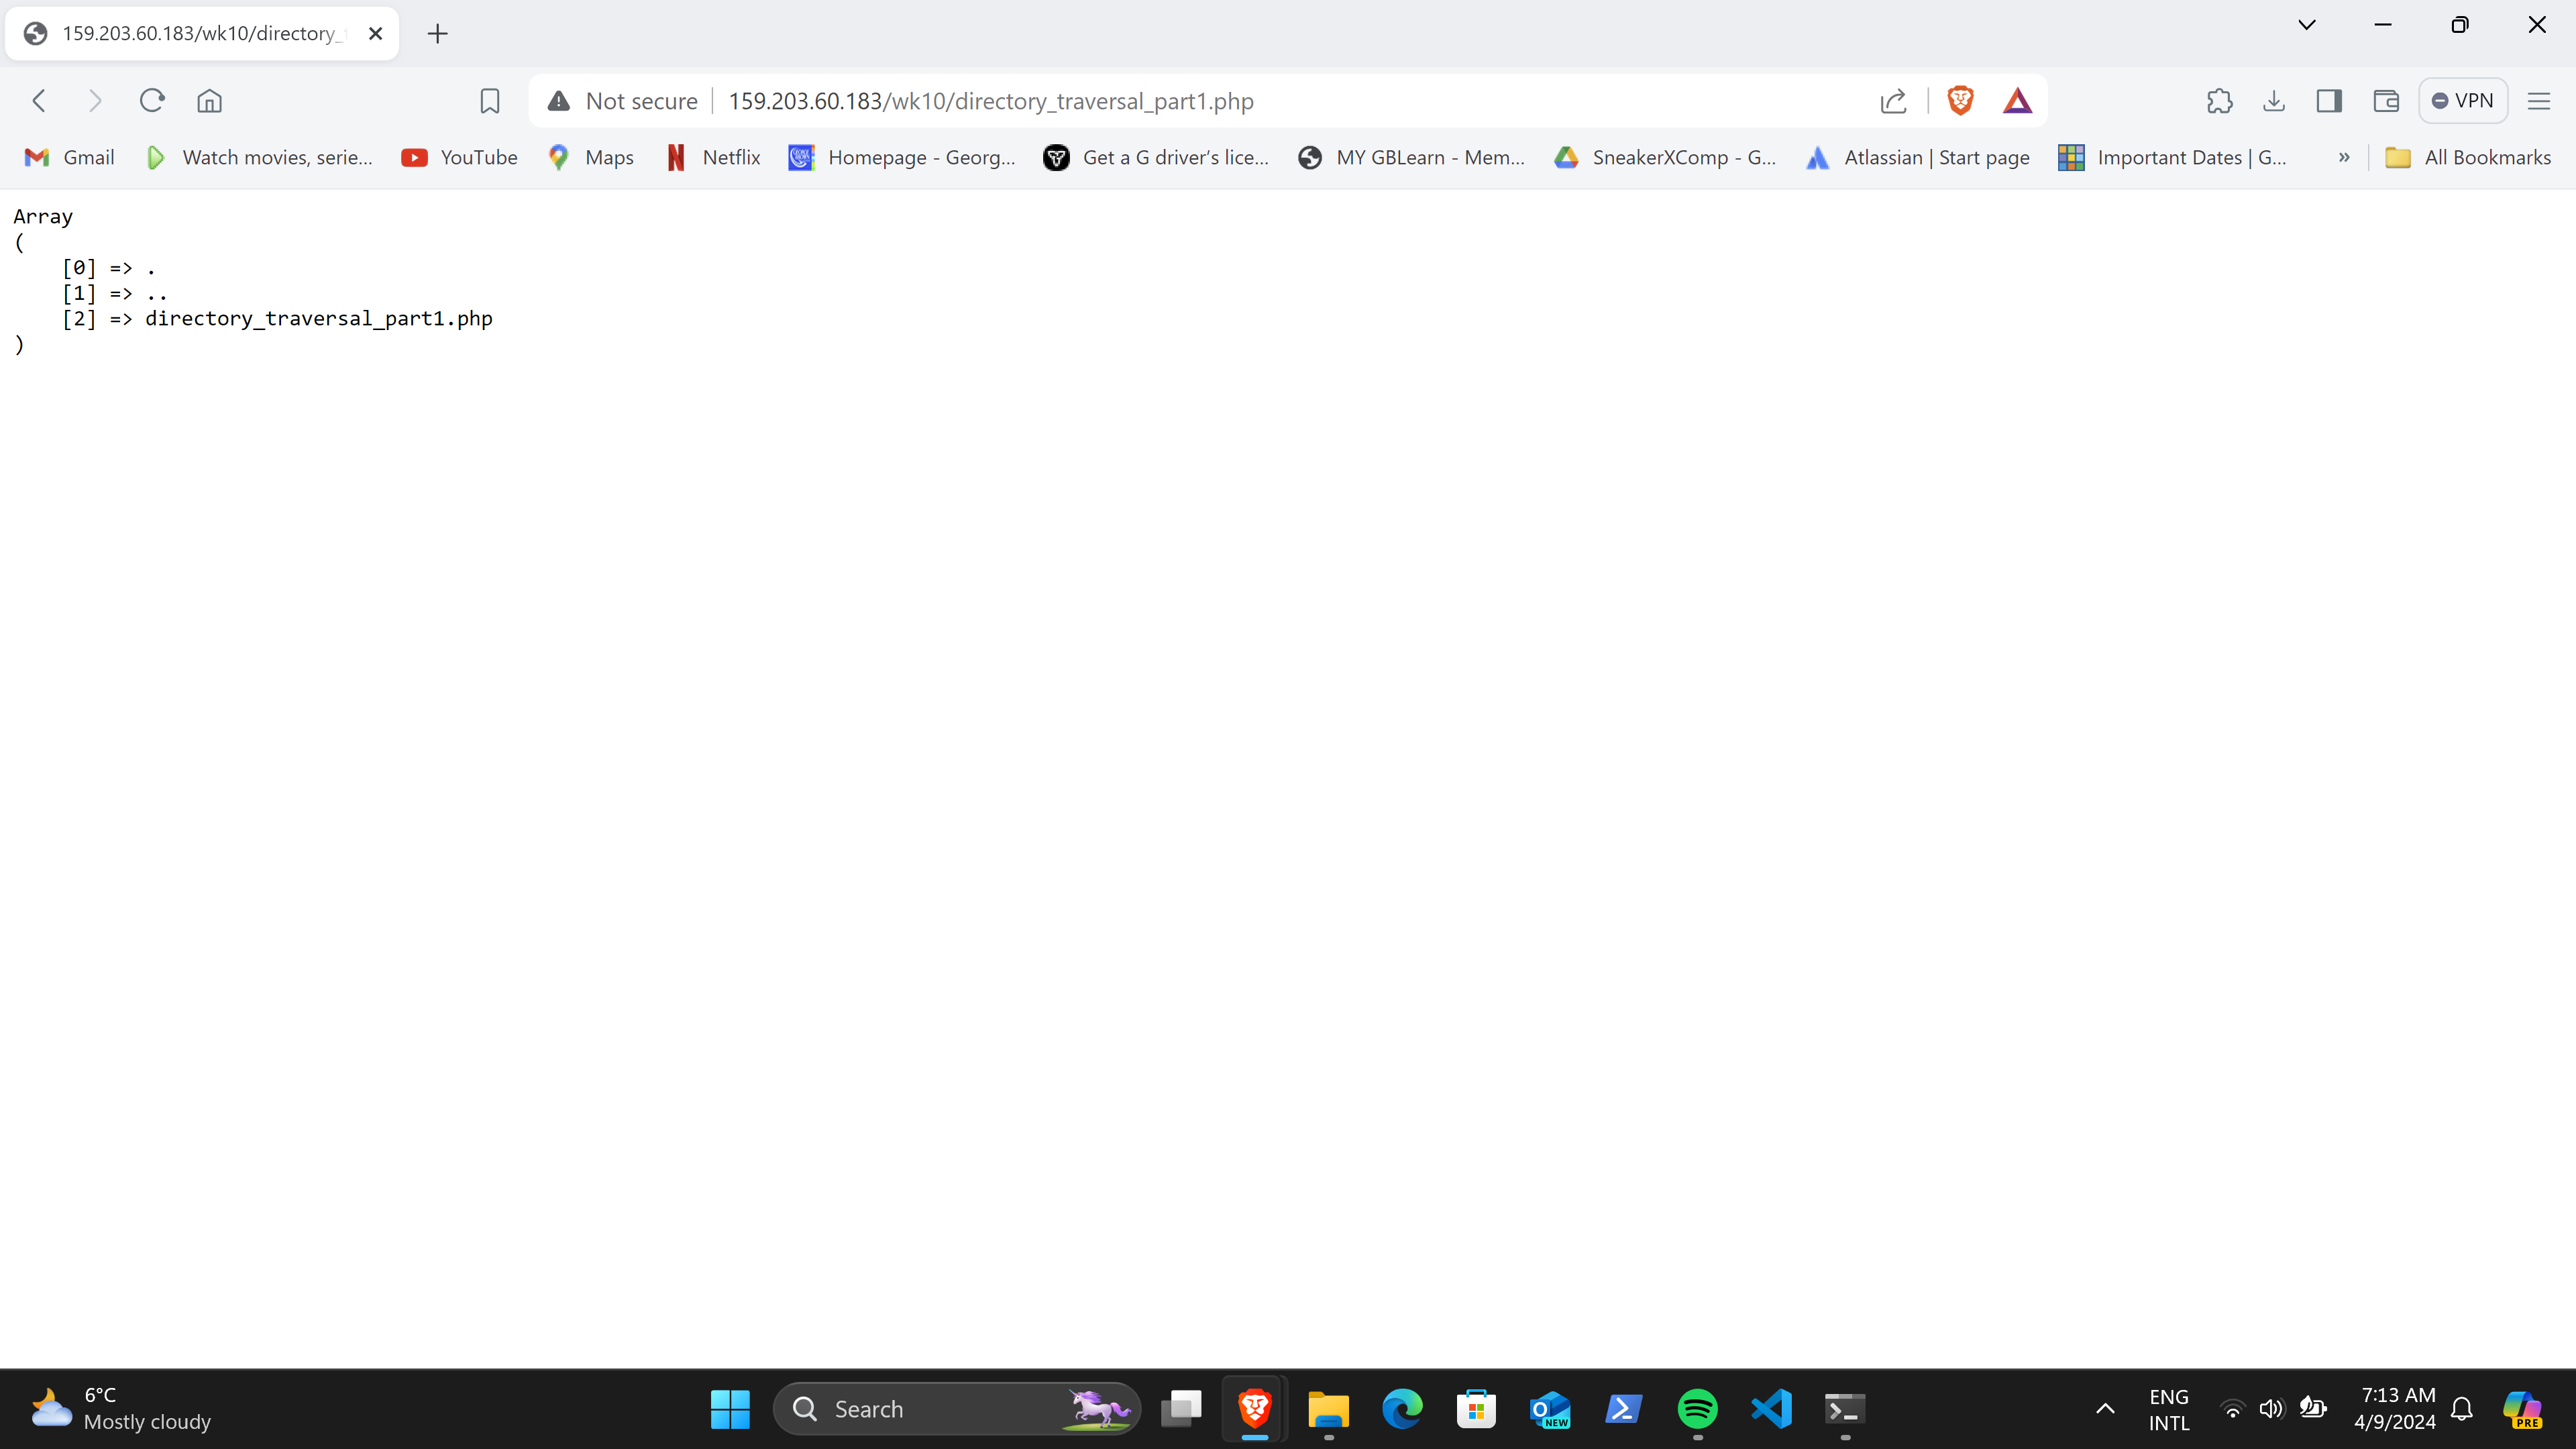 159.203.60.183/wk10/directory_
Not secure
159.203.60.183/wk10/directory_traversal_part1.php
VPN
Gmail
Watch movies, serie...
YouTube
Maps
Netflix
Homepage - Georg...
Get a G driver's lice...
MY GBLearn - Mem...
SneakerXComp - G...
Atlassian | Start page
Important Dates | G...
»
All Bookmarks
Array
(
[0] => .
[1] => ..
[2] => directory_traversal_part1.php
)
6°C
Mostly cloudy
Search
NEW
ENG
INTL
7:13 AM
4/9/2024
PRE